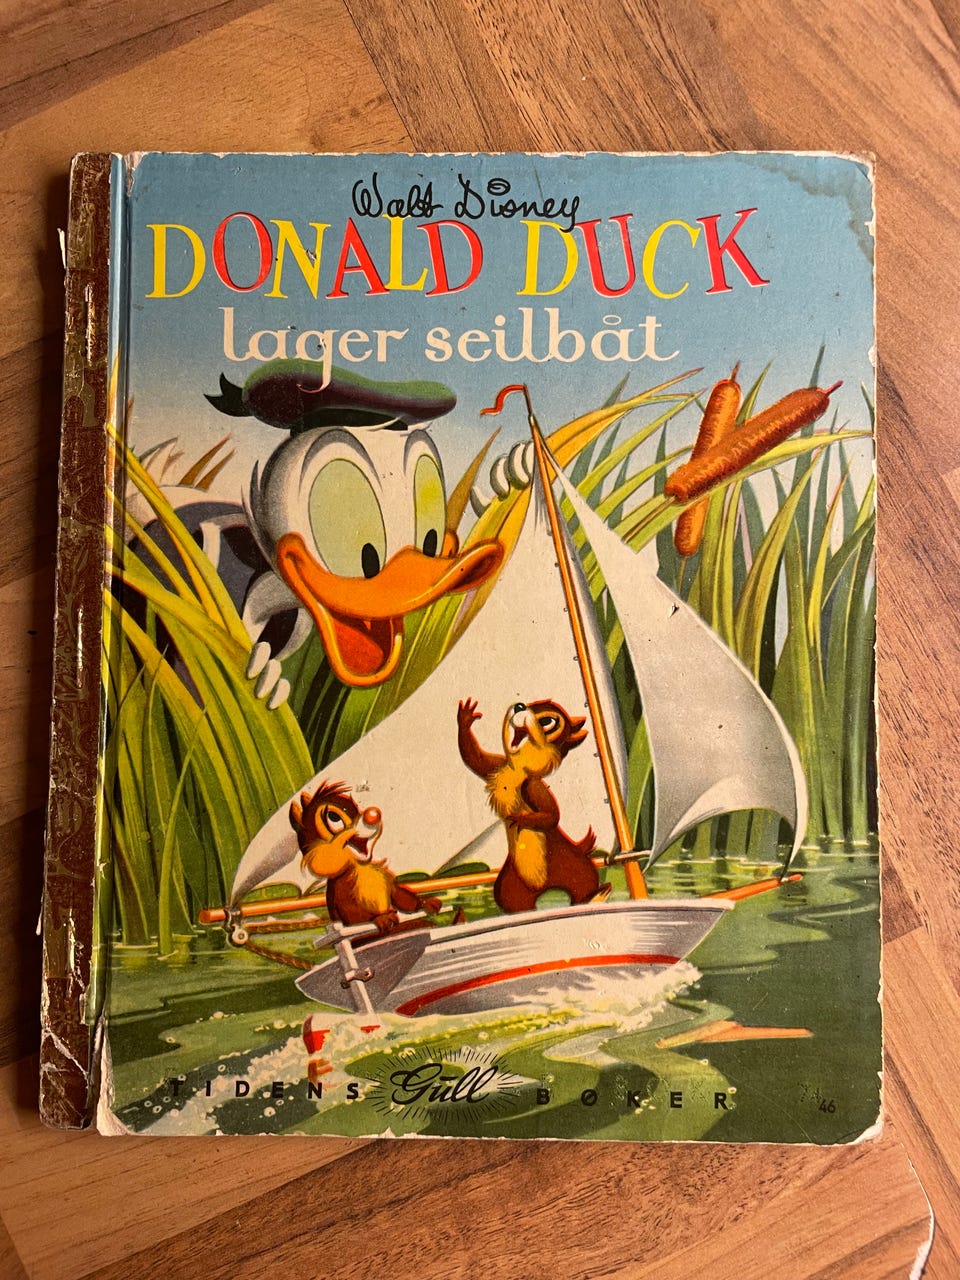 Walt Disney
DONALD DUCK
lager seilbåt
TIDENS Gull BØKER
46